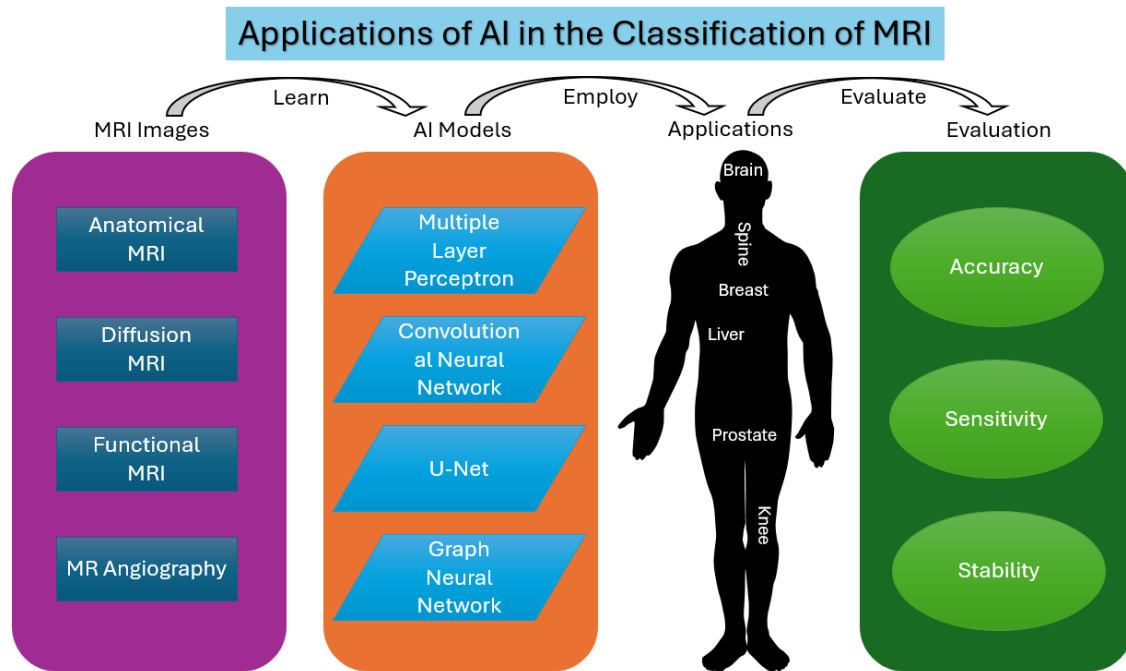 Applications of AI in the Classification of MRI
Learn
Employ
Evaluate
MRI Images
AI Models
Applications
Evaluation
Anatomical
MRI
Diffusion
MRI
Functional
MRI
MR Angiography
Multiple
Layer
Perceptron
Convolution
al Neural
Network
U-Net
Graph
Neural
Network
Brain
Spine
Breast
Liver
Prostate
Knee
Accuracy
Sensitivity
Stability